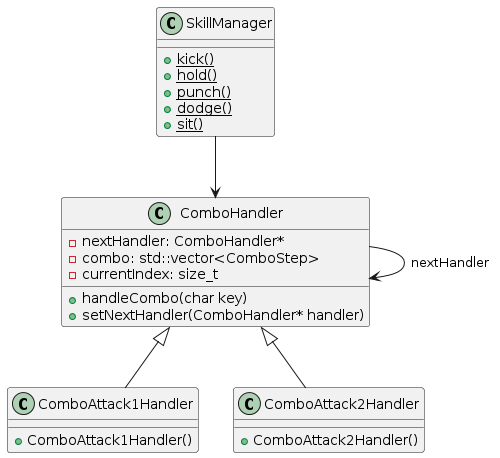 C SkillManager
kick()
hold()
punch()
dodge()
sit()
C ComboHandler
nextHandler: ComboHandler*
combo: std::vector<ComboStep>
currentIndex: size_t
handleCombo(char key)
setNextHandler(ComboHandler* handler)
nextHandler
C ComboAttack1Handler
ComboAttack1Handler()
C ComboAttack2Handler
ComboAttack2Handler()